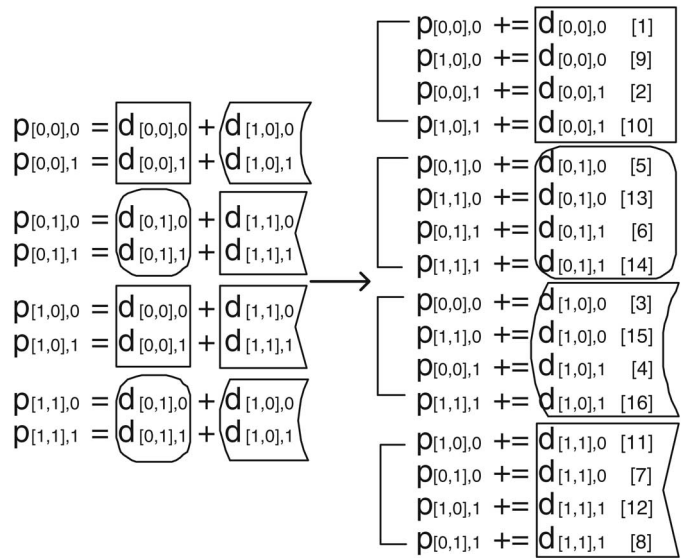 p[0,0],0 = d[0,0],0 + d[1,0],0
p[0,0],1 = d[0,0],1 + d[1,0],1
p[0,1],0 = d[0,1],0 + d[1,1],0
p[0,1],1 = d[0,1],1 + d[1,1],1
p[1,0],0 = d[0,0],0 + d[1,1],0
p[1,0],1 = d[0,0],1 + d[1,1],1
p[1,1],0 = d[0,1],0 + d[1,0],0
p[1,1],1 = d[0,1],1 + d[1,0],1
p[0,0],0 += d[0,0],0 [1]
p[1,0],0 += d[0,0],0 [9]
p[0,0],1 += d[0,0],1 [2]
p[1,0],1 += d[0,0],1 [10]
p[0,1],0 += d[0,1],0 [5]
p[1,1],0 += d[0,1],0 [13]
p[0,1],1 += d[0,1],1 [6]
p[1,1],1 += d[0,1],1 [14]
p[0,0],0 += d[1,0],0 [3]
p[1,1],0 += d[1,0],0 [15]
p[0,0],1 += d[1,0],1 [4]
p[1,1],1 += d[1,0],1 [16]
p[1,0],0 += d[1,1],0 [11]
p[0,1],0 += d[1,1],0 [7]
p[1,0],1 += d[1,1],1 [12]
p[0,1],1 += d[1,1],1 [8]